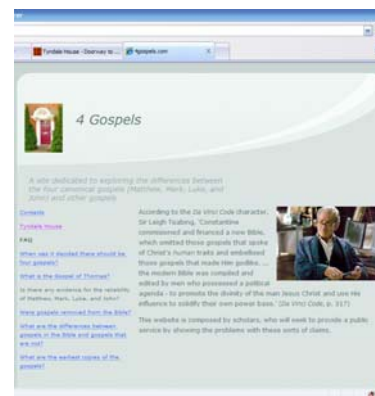 Tyndale House - Doorway to ...
4gospels.com
X
4 Gospels
A site dedicated to exploring the differences between
the four canonical gospels (Matthew, Mark, Luke, and
John) and other gospels
Contents
Tyndale House
FAQ
When was it decided there should be
four gospels?
What is the Gospel of Thomas?
Is there any evidence for the reliability
of Matthew, Mark, Luke, and John?
Were gospels removed from the Bible?
What are the differences between
gospels in the Bible and gospels that
are not?
What are the earliest copies of the
gospels?
According to the Da Vinci Code character,
Sir Leigh Teabing, 'Constantine
commissioned and financed a new Bible,
which omitted those gospels that spoke
of Christ's human traits and embellished
those gospels that made Him godlike. ...
the modern Bible was compiled and
edited by men who possessed a political
agenda - to promote the divinity of the man Jesus Christ and use His
influence to solidify their own power base.' (Da Vinci Code, p. 317)
This website is composed by scholars, who will seek to provide a public
service by showing the problems with these sorts of claims.